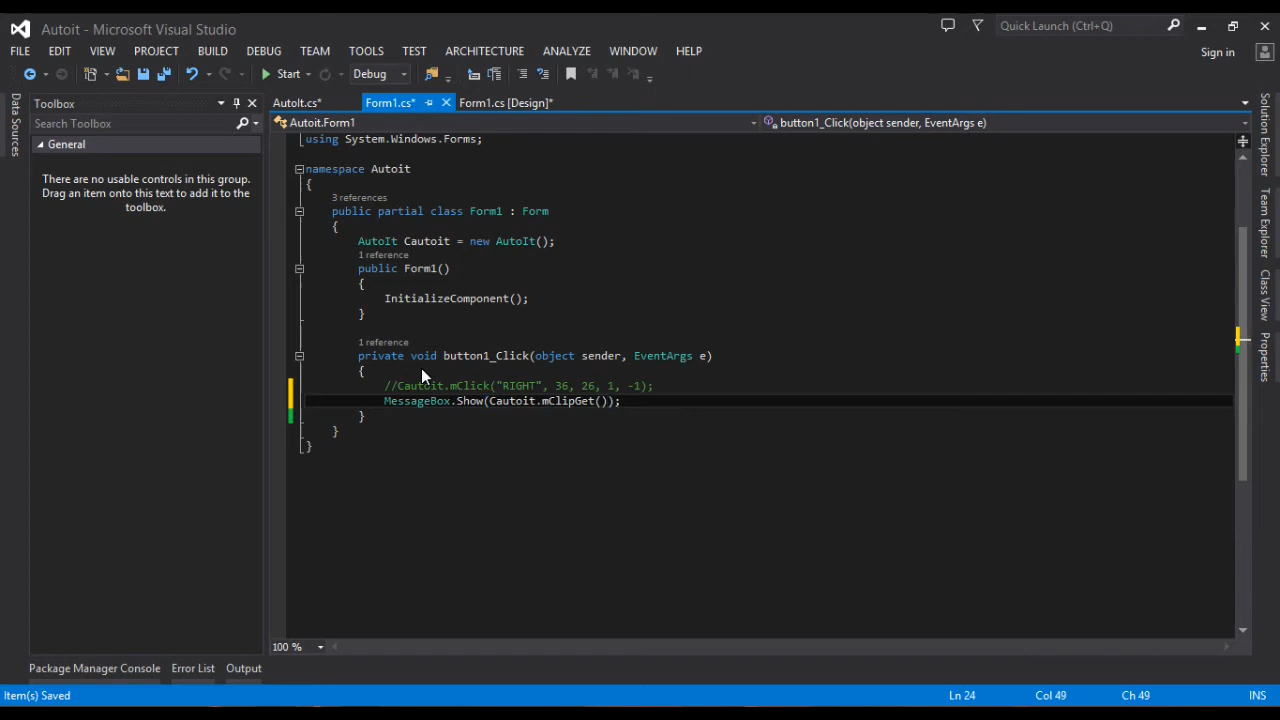 Autoit - Microsoft Visual Studio
Quick Launch (Ctrl+Q)
FILE EDIT VIEW PROJECT BUILD DEBUG TEAM TOOLS TEST ARCHITECTURE ANALYZE WINDOW HELP
Sign in
Start Debug
Toolbox
AutoIt.cs* Form1.cs* Form1.cs [Design]*
Search Toolbox
Autoit.Form1
button1_Click(object sender, EventArgs e)
General
There are no usable controls in this group.
Drag an item onto this text to add it to the
toolbox.
Data Sources
using System.Windows.Forms;
namespace Autoit
{
3 references
public partial class Form1 : Form
{
AutoIt Cautoit = new AutoIt();
1 reference
public Form1()
{
InitializeComponent();
}
1 reference
private void button1_Click(object sender, EventArgs e)
{
//Cautoit.mClick("RIGHT", 36, 26, 1, -1);
MessageBox.Show(Cautoit.mClipGet());
}
}
}
Solution Explorer
Team Explorer
Class View
Properties
100 %
Package Manager Console Error List Output
Item(s) Saved
Ln 24 Col 49 Ch 49 INS